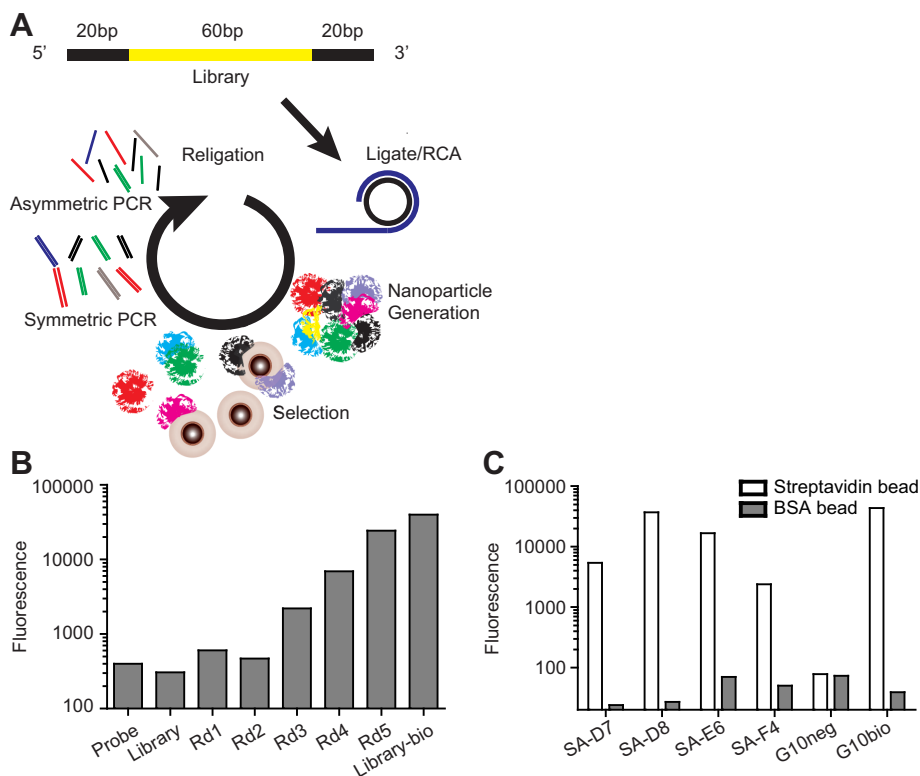 A
20bp 60bp 20bp
5’ 3’
Library
Religation
Ligate/RCA
Asymmetric PCR
Symmetric PCR
Nanoparticle
Generation
Selection
B
Fluorescence
100000
10000
1000
100
Probe
Library
Rd1
Rd2
Rd3
Rd4
Rd5
Library-bio
C
Streptavidin bead
BSA bead
Fluorescence
100000
10000
1000
100
SA-D7
SA-D8
SA-E6
SA-F4
G10neg
G10bio